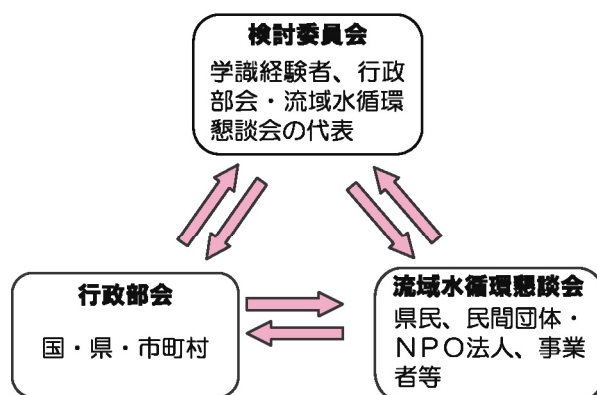 検討委員会
学識経験者、行政
部会・流域水循環
懇談会の代表
行政部会
国・県・市町村
流域水循環懇談会
県民、民間団体・
ＮＰＯ法人、事業
者等